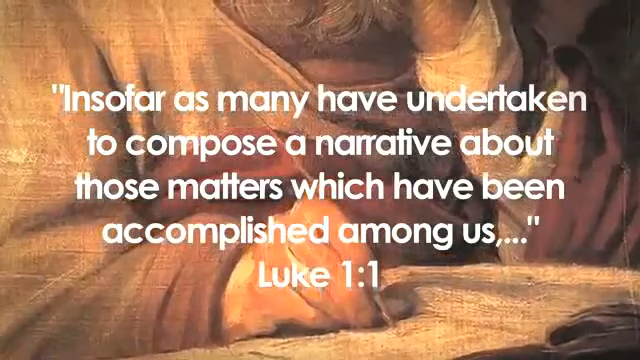 "Insofar as many have undertaken
to compose a narrative about
those matters which have been
accomplished among us,..."
Luke 1:1